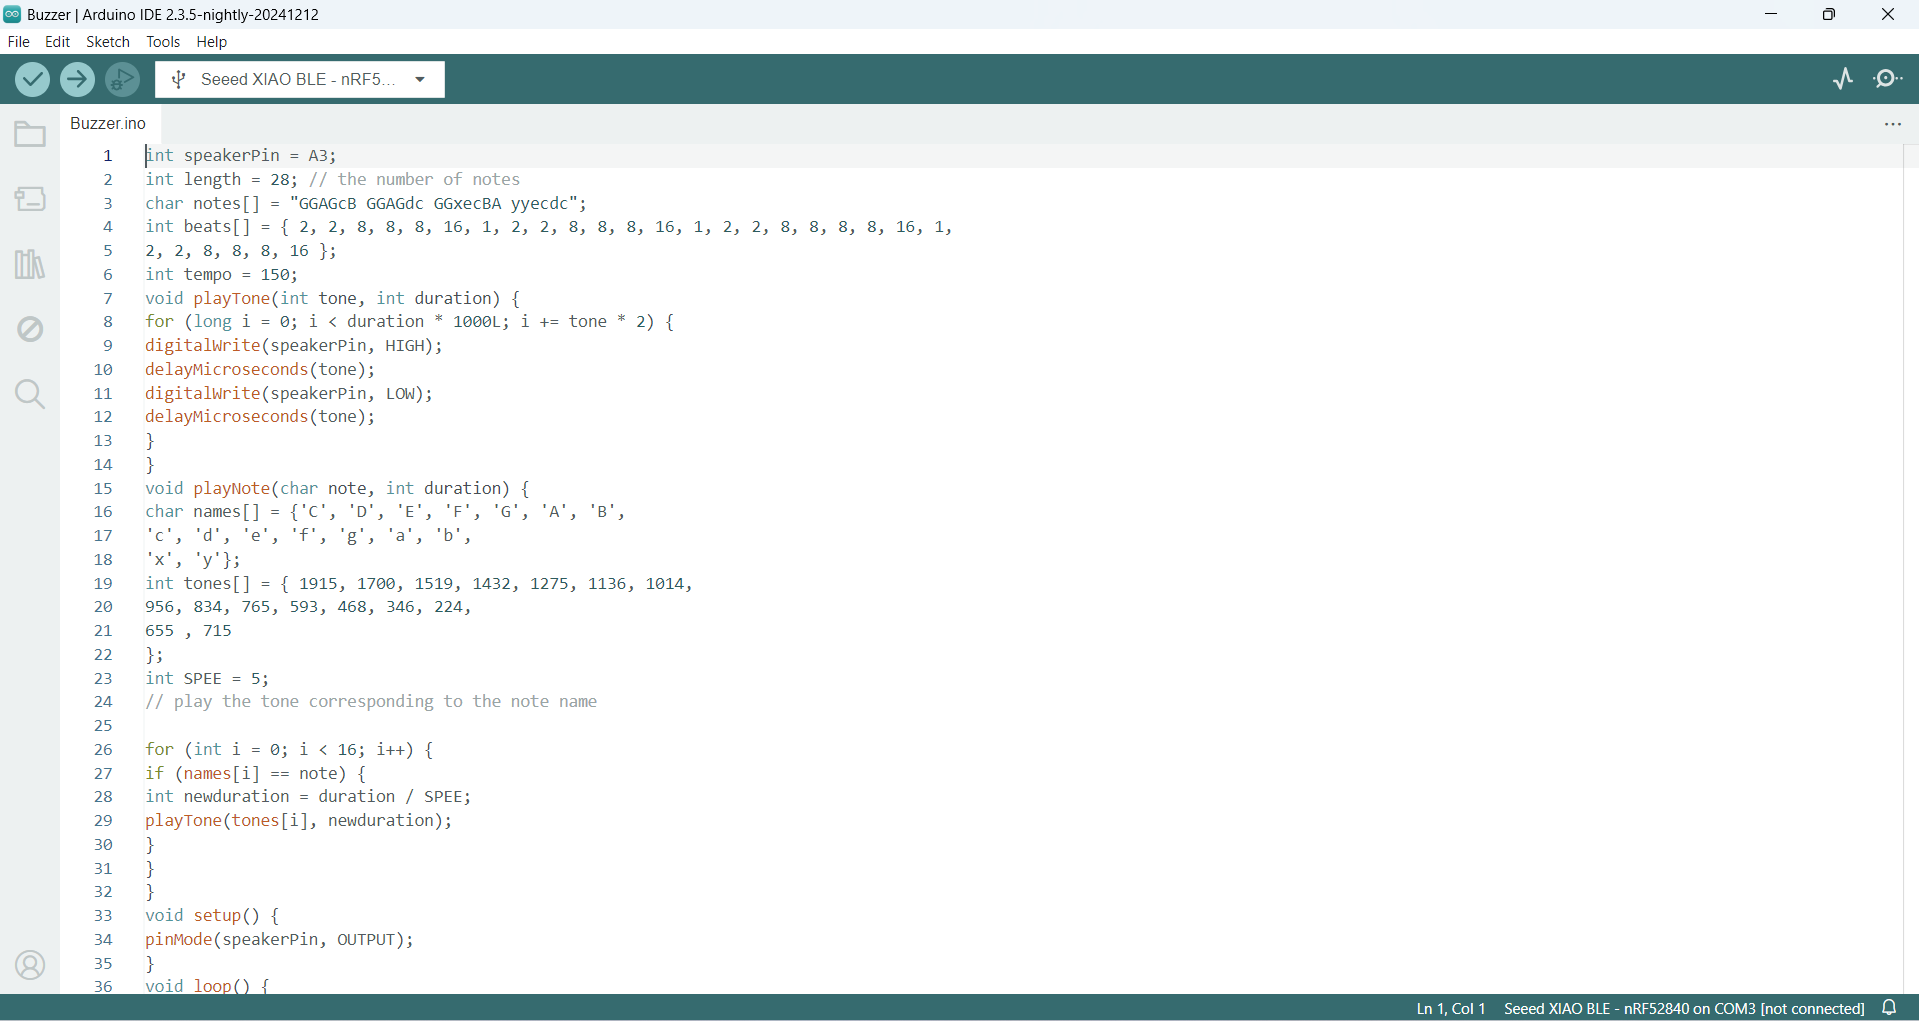 Buzzer | Arduino IDE 2.3.5-nightly-20241212
File Edit Sketch Tools Help
Seeed XIAO BLE - nRF5...
Buzzer.ino
1 int speakerPin = A3;
2 int length = 28; // the number of notes
3 char notes[] = "GGAGcB GGAGdc GGxecBA yyecdc";
4 int beats[] = { 2, 2, 8, 8, 8, 16, 1, 2, 2, 8, 8, 8, 16, 1, 2, 2, 8, 8, 8, 8, 16, 1,
5 2, 2, 8, 8, 8, 16 };
6 int tempo = 150;
7 void playTone(int tone, int duration) {
8 for (long i = 0; i < duration * 1000L; i += tone * 2) {
9 digitalWrite(speakerPin, HIGH);
10 delayMicroseconds(tone);
11 digitalWrite(speakerPin, LOW);
12 delayMicroseconds(tone);
13 }
14 }
15 void playNote(char note, int duration) {
16 char names[] = {'C', 'D', 'E', 'F', 'G', 'A', 'B',
17 'c', 'd', 'e', 'f', 'g', 'a', 'b',
18 'x', 'y'};
19 int tones[] = { 1915, 1700, 1519, 1432, 1275, 1136, 1014,
20 956, 834, 765, 593, 468, 346, 224,
21 655 , 715
22 };
23 int SPEE = 5;
24 // play the tone corresponding to the note name
25
26 for (int i = 0; i < 16; i++) {
27 if (names[i] == note) {
28 int newduration = duration / SPEE;
29 playTone(tones[i], newduration);
30 }
31 }
32 }
33 void setup() {
34 pinMode(speakerPin, OUTPUT);
35 }
36 void loop() {
Ln 1, Col 1 Seeed XIAO BLE - nRF52840 on COM3 [not connected]